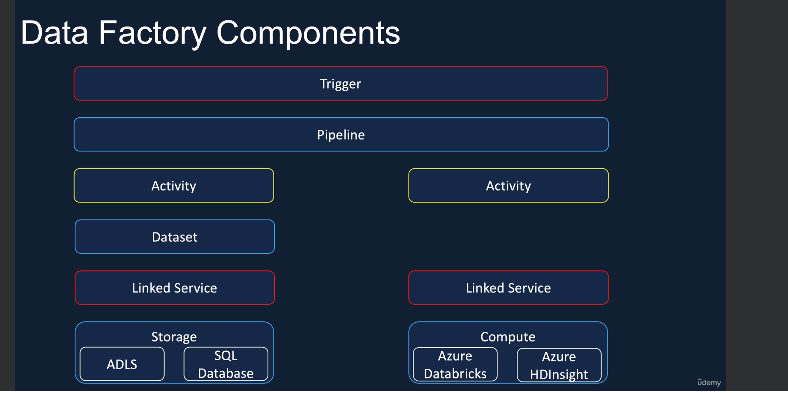 Data Factory Components
Trigger
Pipeline
Activity
Activity
Dataset
Linked Service
Linked Service
Storage
ADLS
SQL
Database
Compute
Azure
Databricks
Azure
HDInsight
ûdemy